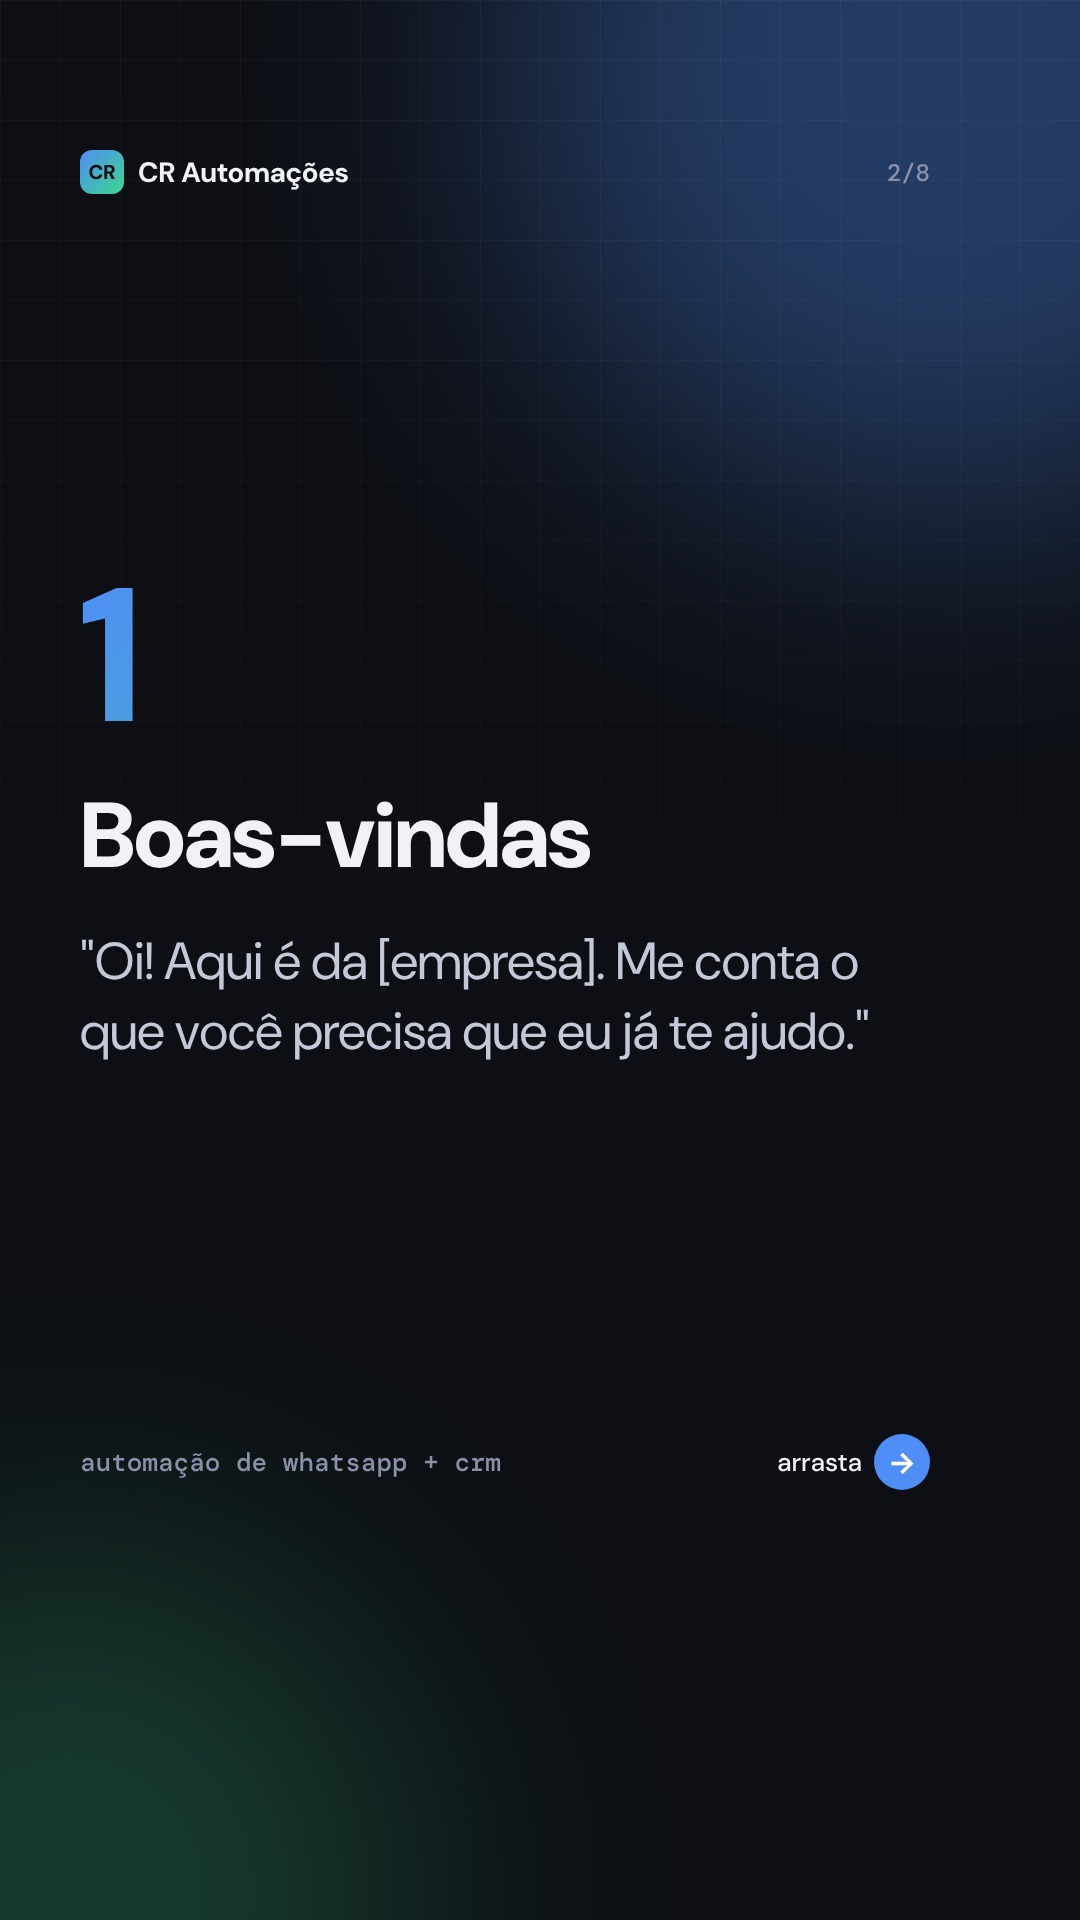 CR CR Automações
2/8
1
Boas-vindas
"Oi! Aqui é da [empresa]. Me conta o
que você precisa que eu já te ajudo."
automação de whatsapp + crm
arrasta →